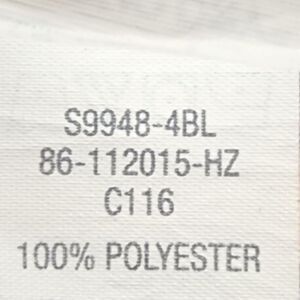 S9948-4BL
86-112015-HZ
C116
100% POLYESTER